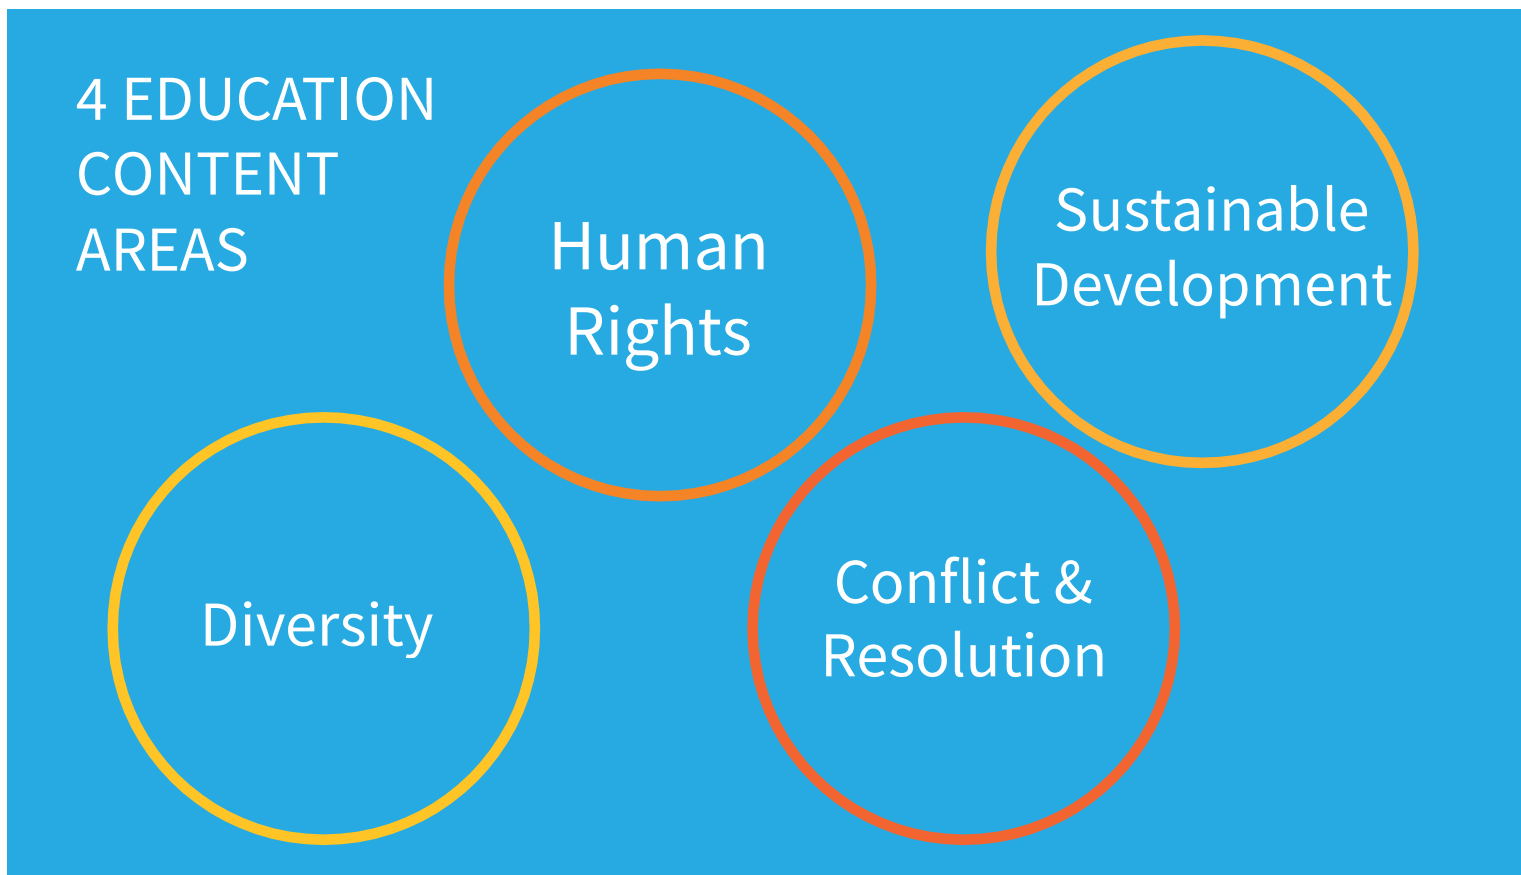 4 EDUCATION
CONTENT
AREAS
Human
Rights
Sustainable
Development
Diversity
Conflict &
Resolution